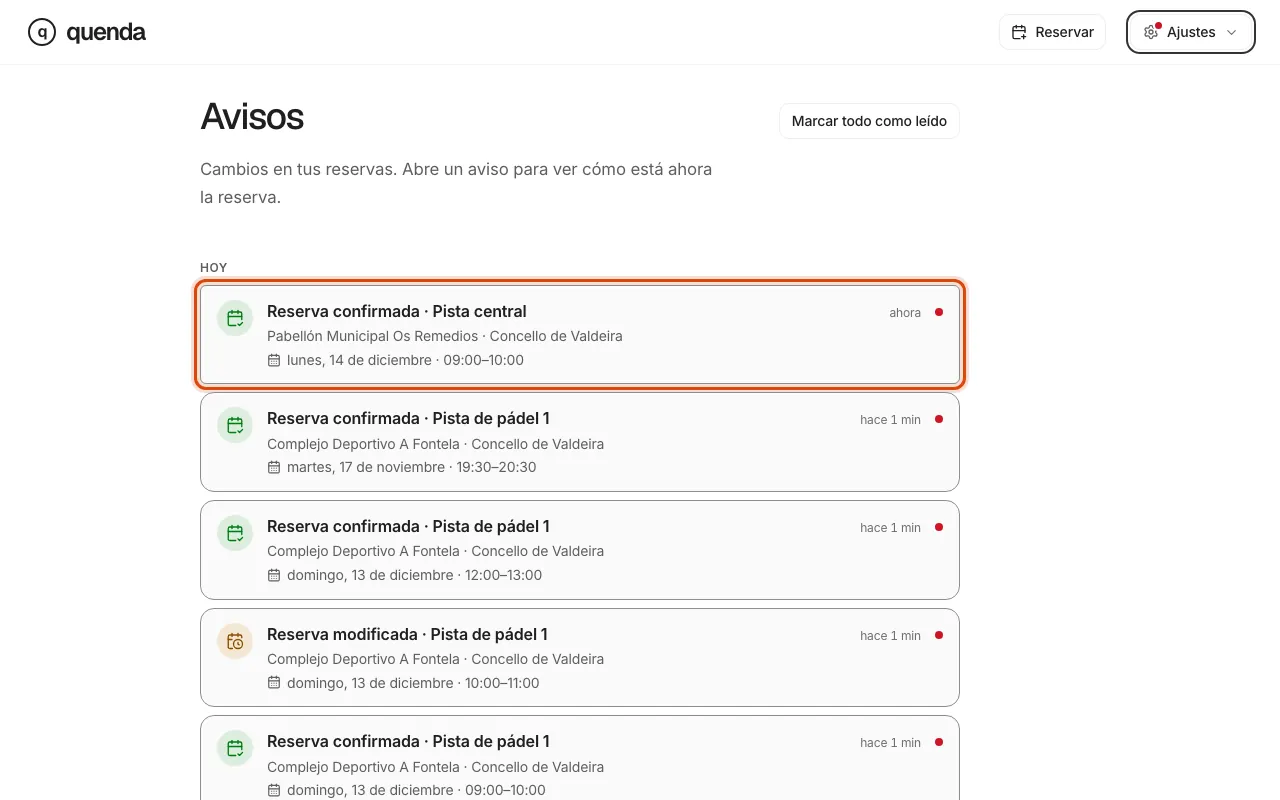 q quenda
Reservar
Ajustes
Avisos
Marcar todo como leído
Cambios en tus reservas. Abre un aviso para ver cómo está ahora
la reserva.
HOY
Reserva confirmada · Pista central
ahora
Pabellón Municipal Os Remedios · Concello de Valdeira
lunes, 14 de diciembre · 09:00–10:00
Reserva confirmada · Pista de pádel 1
hace 1 min
Complejo Deportivo A Fontela · Concello de Valdeira
martes, 17 de noviembre · 19:30–20:30
Reserva confirmada · Pista de pádel 1
hace 1 min
Complejo Deportivo A Fontela · Concello de Valdeira
domingo, 13 de diciembre · 12:00–13:00
Reserva modificada · Pista de pádel 1
hace 1 min
Complejo Deportivo A Fontela · Concello de Valdeira
domingo, 13 de diciembre · 10:00–11:00
Reserva confirmada · Pista de pádel 1
hace 1 min
Complejo Deportivo A Fontela · Concello de Valdeira
domingo, 13 de diciembre · 09:00–10:00